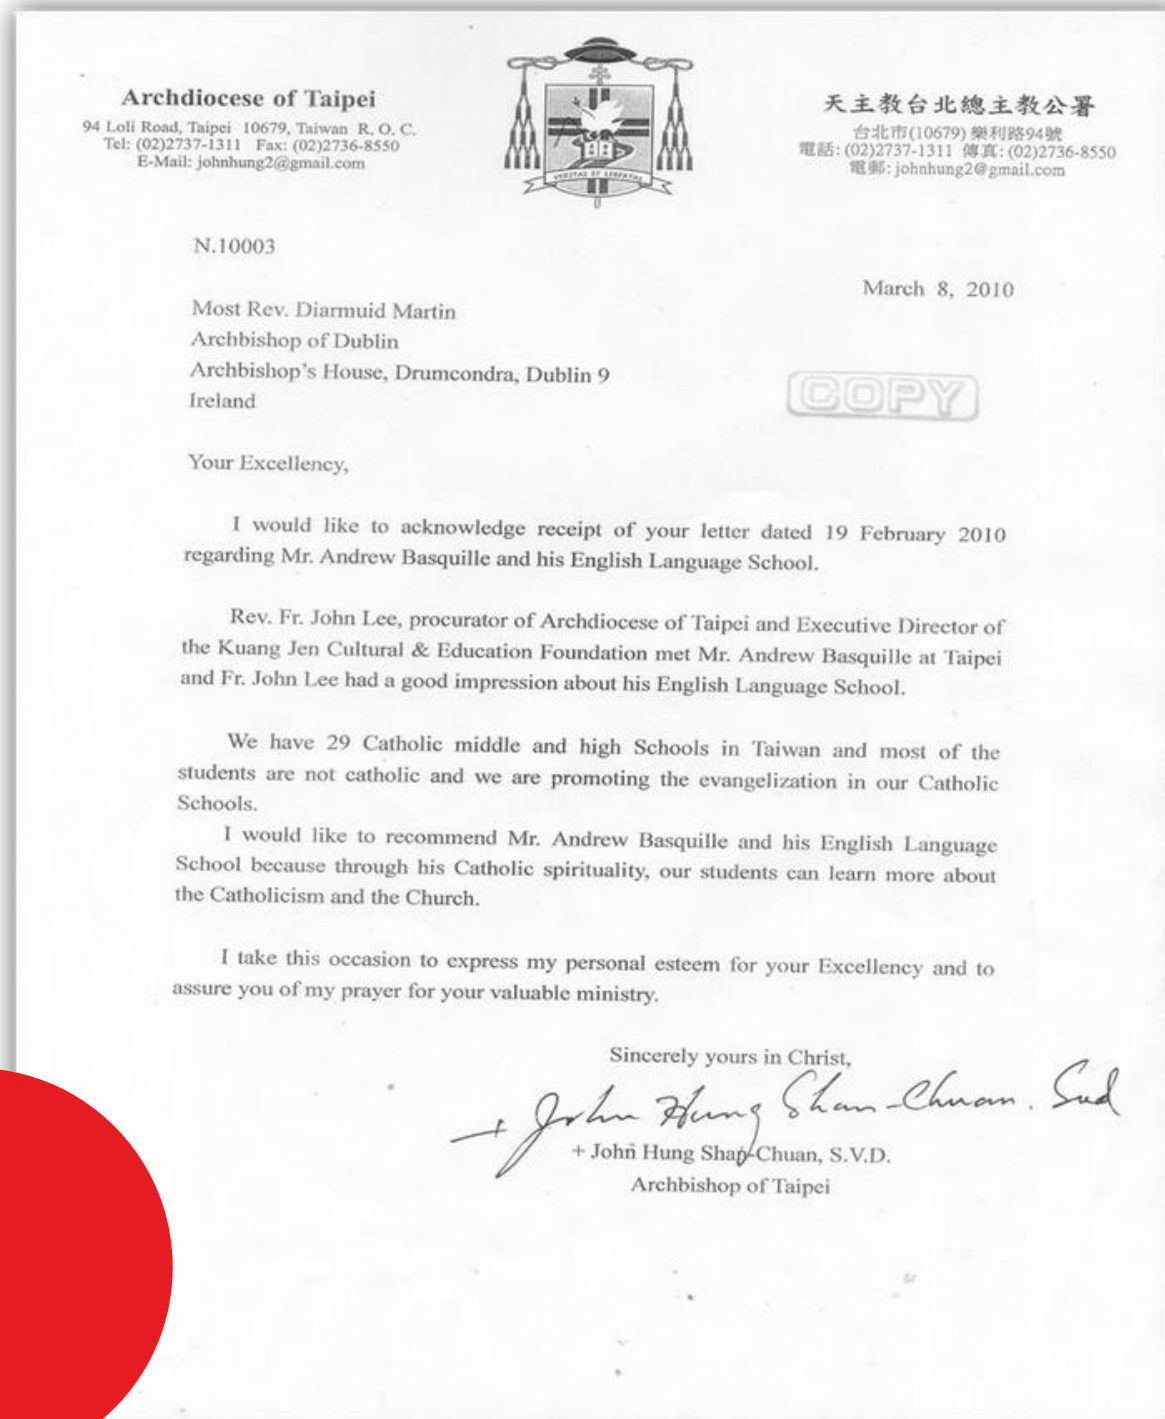 Archdiocese of Taipei
94 Loli Road, Taipei 10679, Taiwan R. O. C.
Tel: (02)2737-1311 Fax: (02)2736-8550
E-Mail: johnhung2@gmail.com
VERITAS ET LIBERTAS
天主教台北總主教公署
台北市(10679) 樂利路94號
電話: (02)2737-1311 傳真: (02)2736-8550
電郵: johnhung2@gmail.com
N.10003
March 8, 2010
Most Rev. Diarmuid Martin
Archbishop of Dublin
Archbishop's House, Drumcondra, Dublin 9
Ireland
COPY
Your Excellency,
I would like to acknowledge receipt of your letter dated 19 February 2010
regarding Mr. Andrew Basquille and his English Language School.
Rev. Fr. John Lee, procurator of Archdiocese of Taipei and Executive Director of
the Kuang Jen Cultural & Education Foundation met Mr. Andrew Basquille at Taipei
and Fr. John Lee had a good impression about his English Language School.
We have 29 Catholic middle and high Schools in Taiwan and most of the
students are not catholic and we are promoting the evangelization in our Catholic
Schools.
I would like to recommend Mr. Andrew Basquille and his English Language
School because through his Catholic spirituality, our students can learn more about
the Catholicism and the Church.
I take this occasion to express my personal esteem for your Excellency and to
assure you of my prayer for your valuable ministry.
Sincerely yours in Christ,
+ John Hung Shan-Chuan. Svd
+ John Hung Shan-Chuan, S.V.D.
Archbishop of Taipei